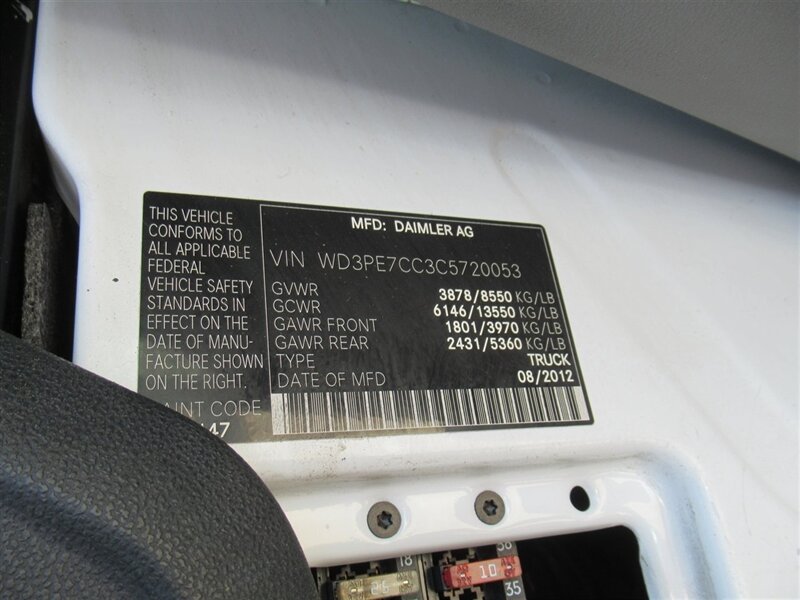 THIS VEHICLE
CONFORMS TO
ALL APPLICABLE
FEDERAL
VEHICLE SAFETY
STANDARDS IN
EFFECT ON THE
DATE OF MANU-
FACTURE SHOWN
ON THE RIGHT.
CODE
MFD: DAIMLER AG
VIN WD3PE7CC3C5720053
GVWR 3878/8550 KG/LB
GCWR 6146/13550 KG/LB
GAWR FRONT 1801/3970 KG/LB
GAWR REAR 2431/5360 KG/LB
TYPE TRUCK
DATE OF MFD 08/2012
18
10
35